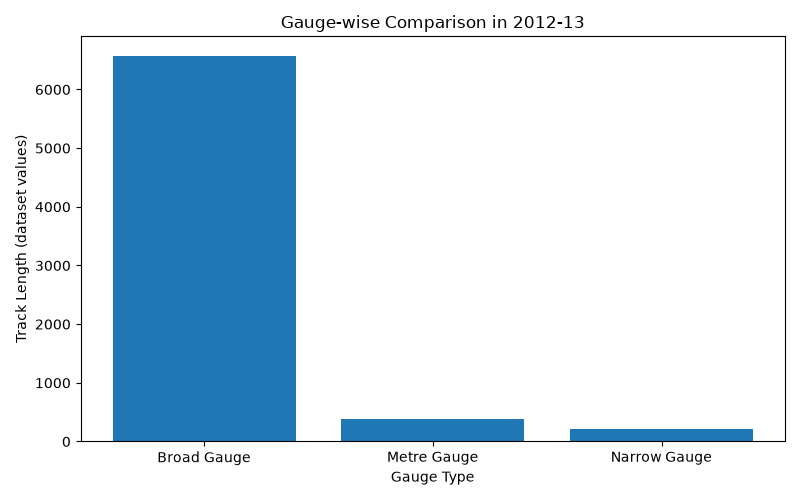 Gauge-wise Comparison in 2012-13
Track Length (dataset values)
6000
5000
4000
3000
2000
1000
0
Broad Gauge
Metre Gauge
Narrow Gauge
Gauge Type